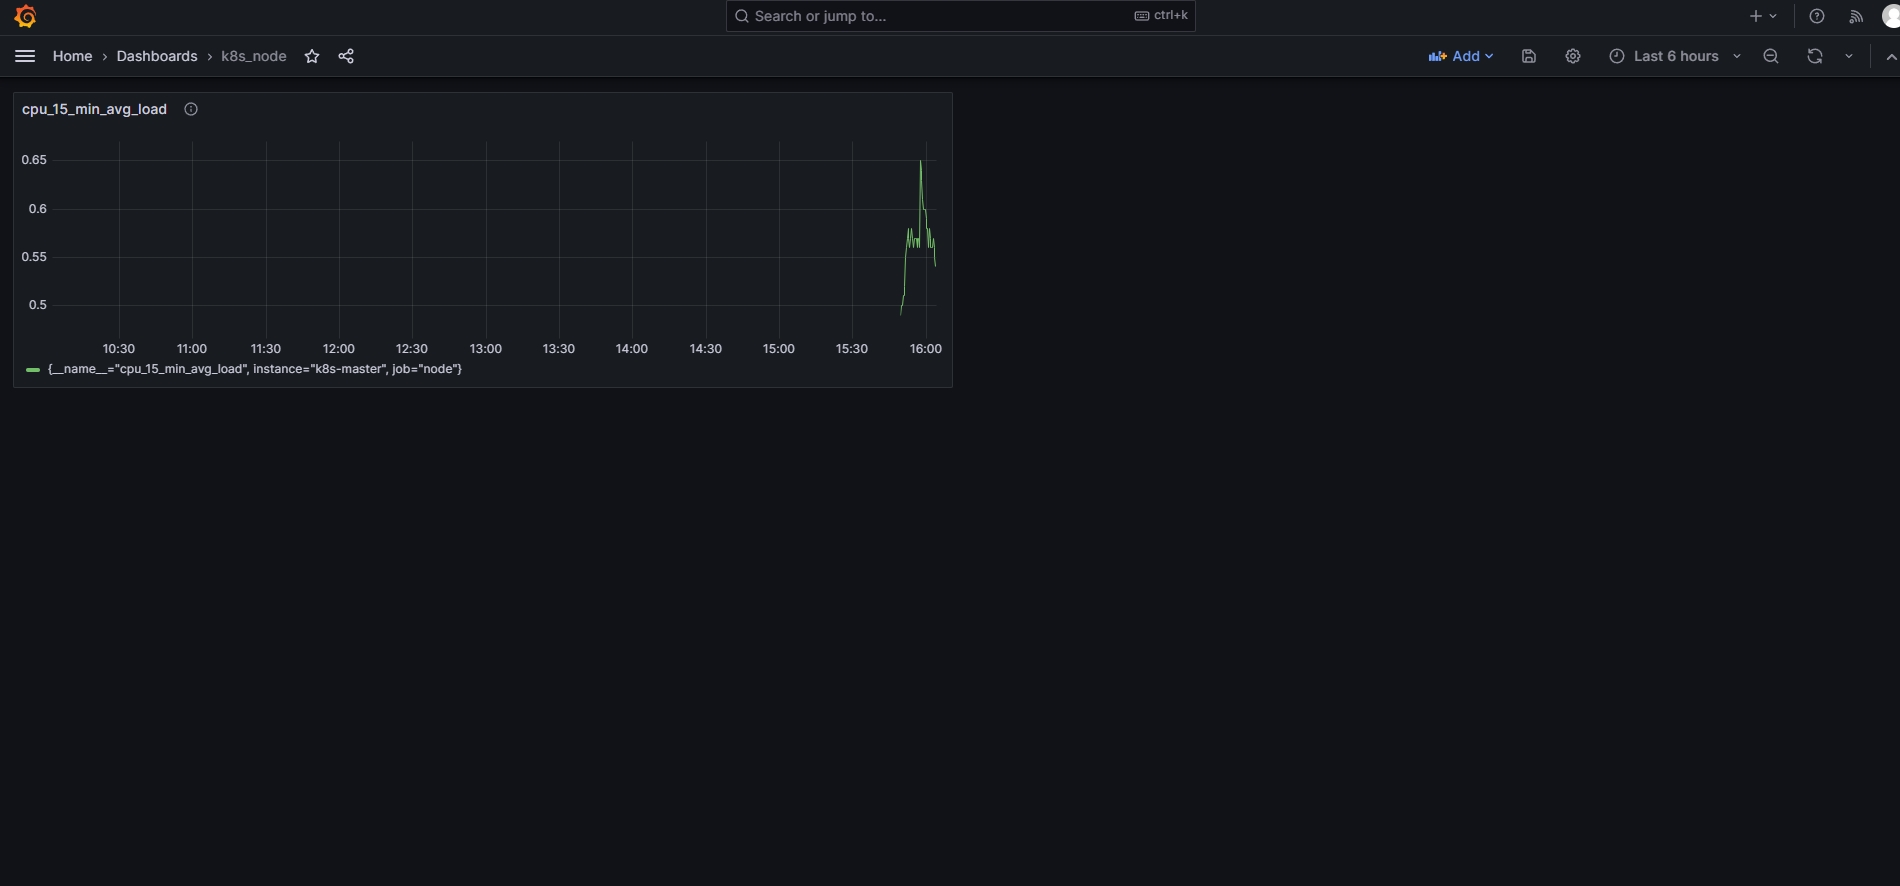 Search or jump to...
ctrl+k
Home › Dashboards › k8s_node
Add
Last 6 hours
cpu_15_min_avg_load
0.65
0.6
0.55
0.5
10:30 11:00 11:30 12:00 12:30 13:00 13:30 14:00 14:30 15:00 15:30 16:00
{__name__="cpu_15_min_avg_load", instance="k8s-master", job="node"}